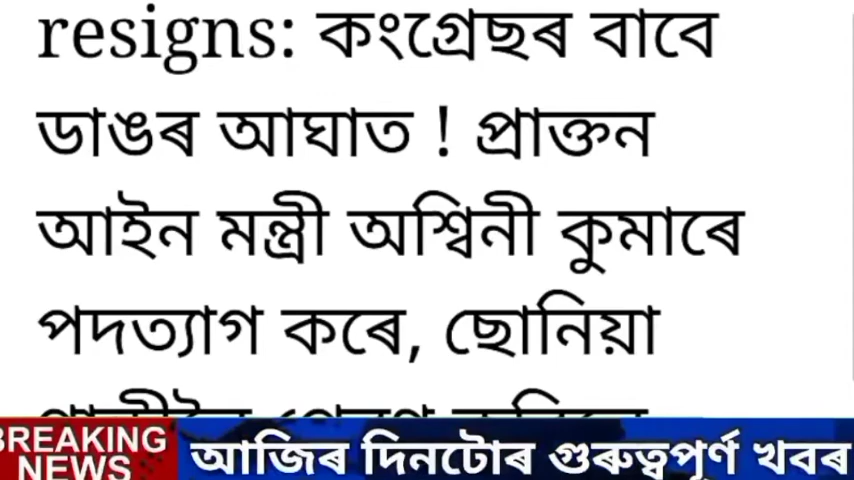 resigns: কংগ্ৰেছৰ বাবে
ডাঙৰ আঘাত ! প্ৰাক্তন
আইন মন্ত্ৰী অশ্বিনী কুমাৰে
পদত্যাগ কৰে, ছোনিয়া
BREAKING
NEWS
আজিৰ দিনটোৰ গুৰুত্বপূৰ্ণ খবৰ